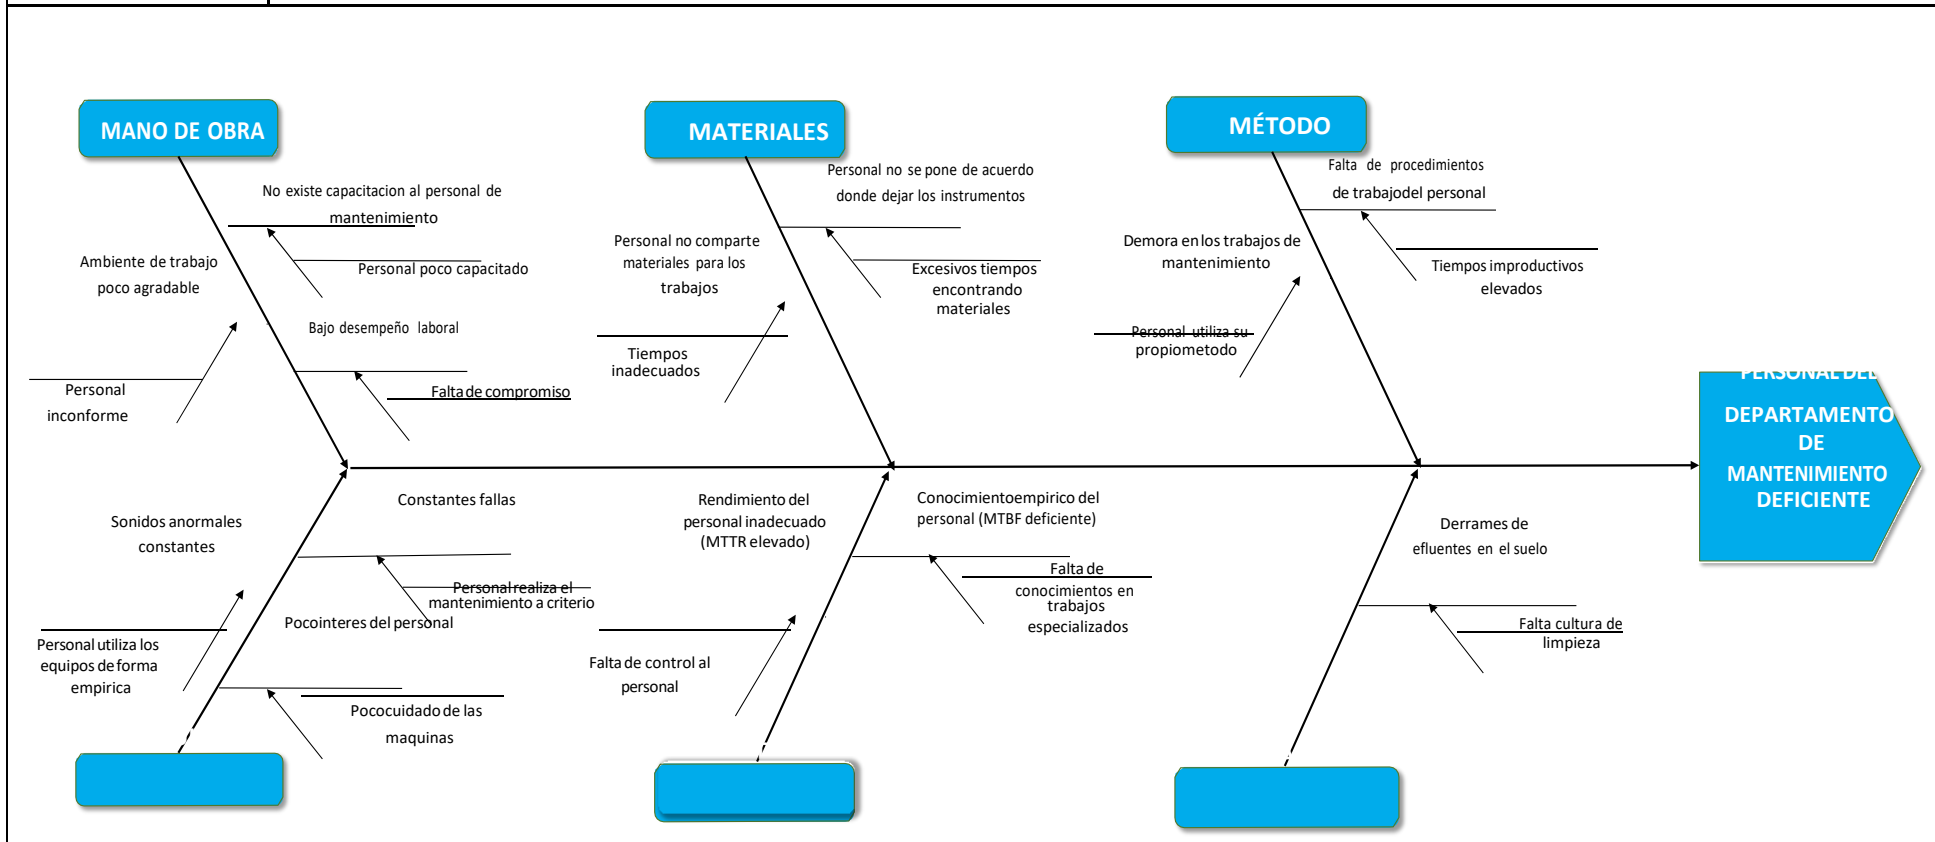 MANO DE OBRA
No existe capacitacion al personal de
mantenimiento
Personal poco capacitado
Ambiente de trabajo
poco agradable
Personal
inconforme
Bajo desempeño laboral
Falta de compromiso
MATERIALES
Personal no se pone de acuerdo
donde dejar los instrumentos
Excesivos tiempos
encontrando
materiales
Personal no comparte
materiales para los
trabajos
Tiempos
inadecuados
MÉTODO
Falta de procedimientos
de trabajodel personal
Tiempos improductivos
elevados
Demora en los trabajos de
mantenimiento
Personal utiliza su
propiometodo
PERSONAL DEL
DEPARTAMENTO
DE
MANTENIMIENTO
DEFICIENTE
Sonidos anormales
constantes
Personal utiliza los
equipos de forma
empirica
Constantes fallas
Personal realiza el
mantenimiento a criterio
Pocointeres del personal
Pococuidado de las
maquinas
Rendimiento del
personal inadecuado
(MTTR elevado)
Falta de control al
personal
Conocimientoempirico del
personal (MTBF deficiente)
Falta de
conocimientos en
trabajos
especializados
Derrames de
efluentes en el suelo
Falta cultura de
limpieza